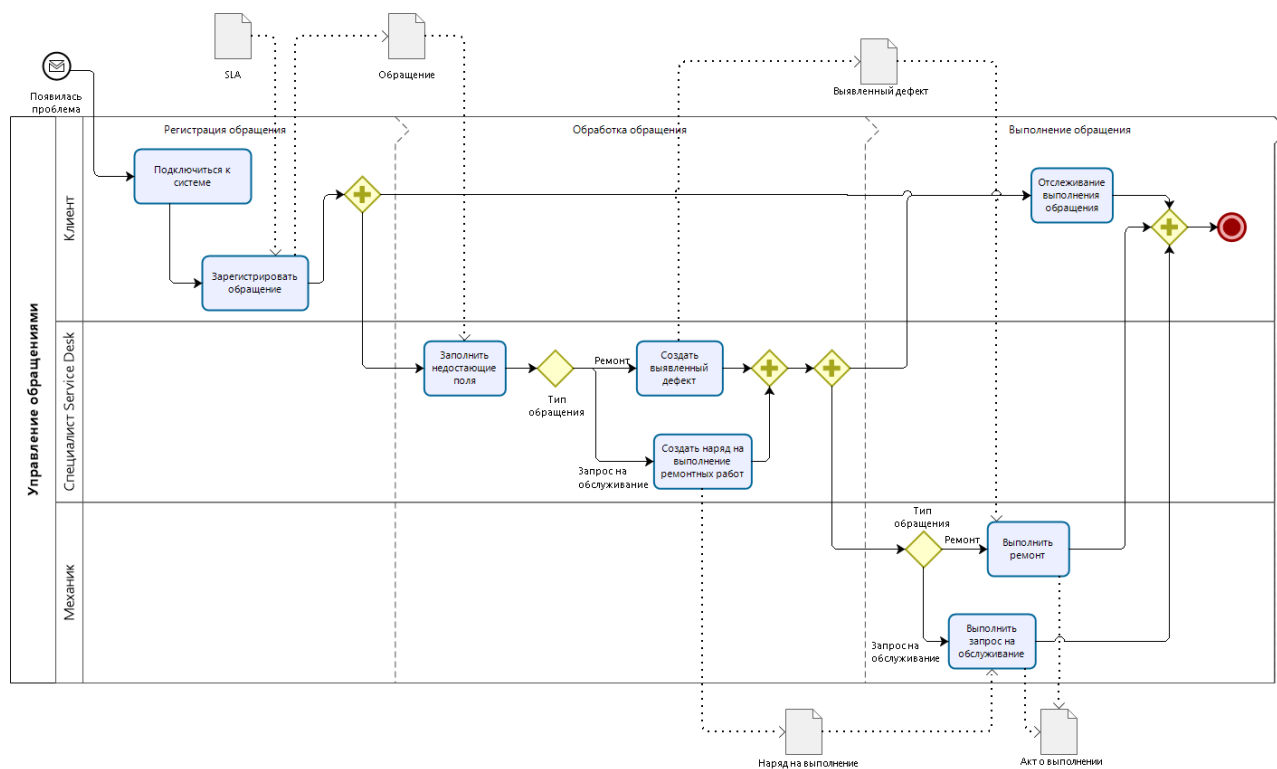 SLA
Обращение
Выявленный дефект
Появилась
проблема
Управление обращениями
Регистрация обращения
Обработка обращения
Выполнение обращения
Клиент
Подключиться к
системе
Зарегистрировать
обращение
Отслеживание
выполнения
обращения
Специалист Service Desk
Заполнить
недостающие
поля
Тип
обращения
Ремонт
Создать
выявленный
дефект
Запрос на
обслуживание
Создать наряд на
выполнение
ремонтных работ
Механик
Тип
обращения
Ремонт
Выполнить
ремонт
Запрос на
обслуживание
Выполнить
запрос на
обслуживание
Наряд на выполнение
Акт о выполнении